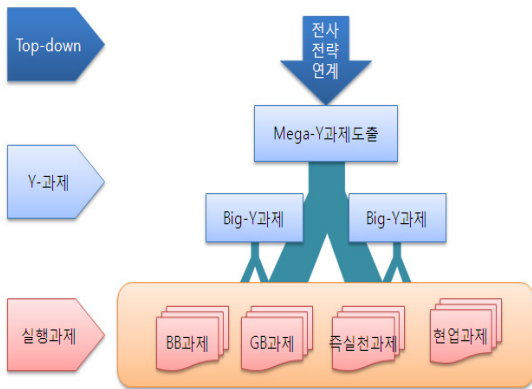 Top-down
전사
전략
연계
Mega-Y과제도출
Y-과제
Big-Y과제
Big-Y과제
실행과제
BB과제
GB과제
즉실천과제
현업과제